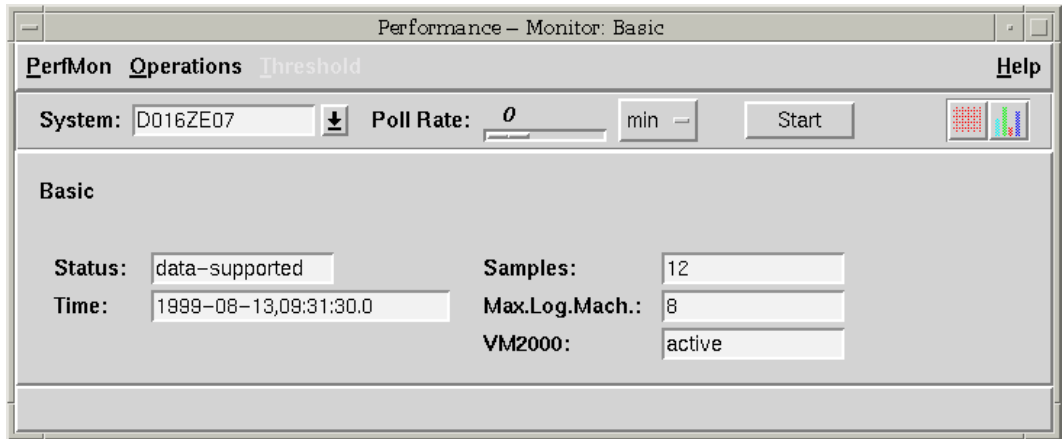 Performance – Monitor: Basic
PerfMon Operations Threshold Help
System: D016ZE07 Poll Rate: 0 min Start
Basic
Status: data-supported Samples: 12
Time: 1999-08-13,09:31:30.0 Max.Log.Mach.: 8
VM2000: active